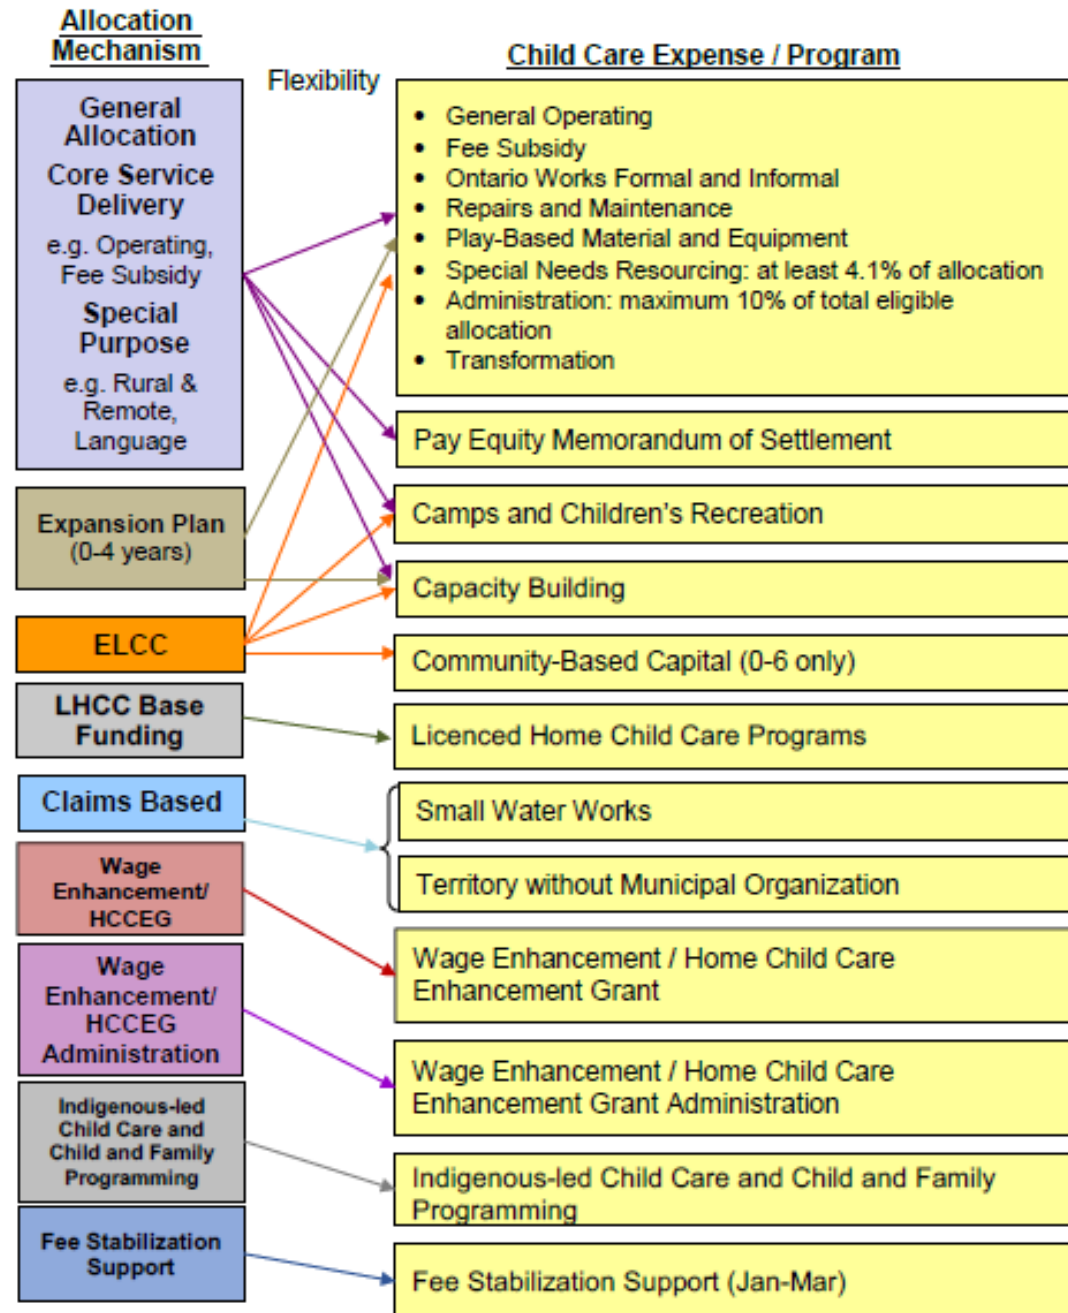 Allocation
Mechanism
Flexibility
Child Care Expense / Program
General
Allocation
Core Service
Delivery
e.g. Operating,
Fee Subsidy
Special
Purpose
e.g. Rural &
Remote,
Language
• General Operating
• Fee Subsidy
• Ontario Works Formal and Informal
• Repairs and Maintenance
• Play-Based Material and Equipment
• Special Needs Resourcing: at least 4.1% of allocation
• Administration: maximum 10% of total eligible
allocation
• Transformation
Pay Equity Memorandum of Settlement
Expansion Plan
(0-4 years)
Camps and Children's Recreation
Capacity Building
ELCC
Community-Based Capital (0-6 only)
LHCC Base
Funding
Licenced Home Child Care Programs
Claims Based
Small Water Works
Territory without Municipal Organization
Wage
Enhancement/
HCCEG
Wage Enhancement / Home Child Care
Enhancement Grant
Wage
Enhancement/
HCCEG
Administration
Wage Enhancement / Home Child Care
Enhancement Grant Administration
Indigenous-led
Child Care and
Child and Family
Programming
Indigenous-led Child Care and Child and Family
Programming
Fee Stabilization
Support
Fee Stabilization Support (Jan-Mar)